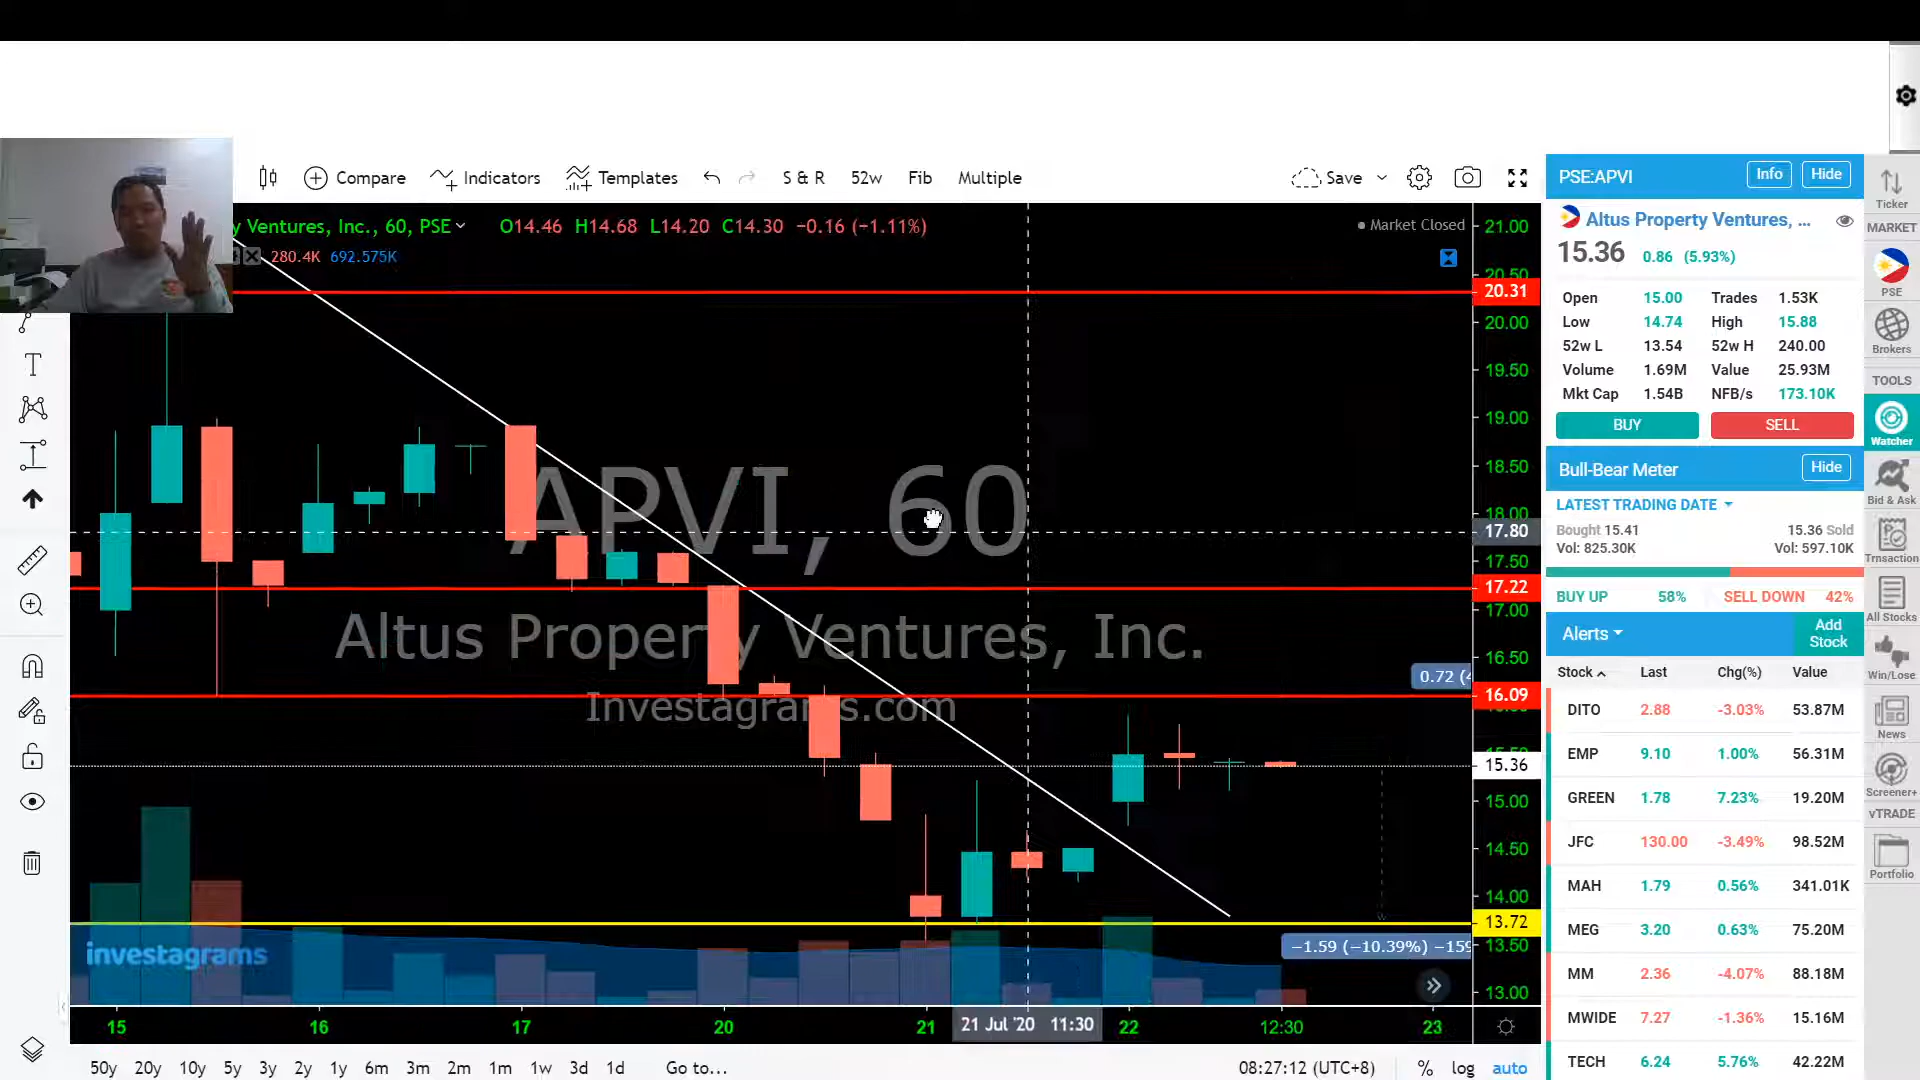 Compare
Indicators
Templates
S & R
52w
Fib
Multiple
Save
y Ventures, Inc., 60, PSE
O14.46 H14.68 L14.20 C14.30 −0.16 (−1.11%)
Market Closed
280.4K 692.575K
APVI, 60
Altus Property Ventures, Inc.
Investagrams.com
investagrams
0.72 (4
−1.59 (−10.39%) −159
21.00
20.50
20.31
20.00
19.50
19.00
18.50
18.00
17.80
17.50
17.22
17.00
16.50
16.09
15.36
15.00
14.50
14.00
13.72
13.50
13.00
15
16
17
20
21
21 Jul '20 11:30
22
12:30
23
50y 20y 10y 5y 3y 2y 1y 6m 3m 2m 1m 1w 3d 1d Go to...
08:27:12 (UTC+8)
% log auto
PSE:APVI Info Hide
Altus Property Ventures, ...
15.36 0.86 (5.93%)
Open 15.00 Trades 1.53K
Low 14.74 High 15.88
52w L 13.54 52w H 240.00
Volume 1.69M Value 25.93M
Mkt Cap 1.54B NFB/s 173.10K
BUY SELL
Bull-Bear Meter Hide
LATEST TRADING DATE
Bought 15.41 15.36 Sold
Vol: 825.30K Vol: 597.10K
BUY UP 58% SELL DOWN 42%
Alerts Add Stock
Stock Last Chg(%) Value
DITO 2.88 -3.03% 53.87M
EMP 9.10 1.00% 56.31M
GREEN 1.78 7.23% 19.20M
JFC 130.00 -3.49% 98.52M
MAH 1.79 0.56% 341.01K
MEG 3.20 0.63% 75.20M
MM 2.36 -4.07% 88.18M
MWIDE 7.27 -1.36% 15.16M
TECH 6.24 5.76% 42.22M
Ticker
MARKET
PSE
Brokers
TOOLS
Watcher
Bid & Ask
Trnsaction
All Stocks
Win/Lose
News
Screener+
vTRADE
Portfolio